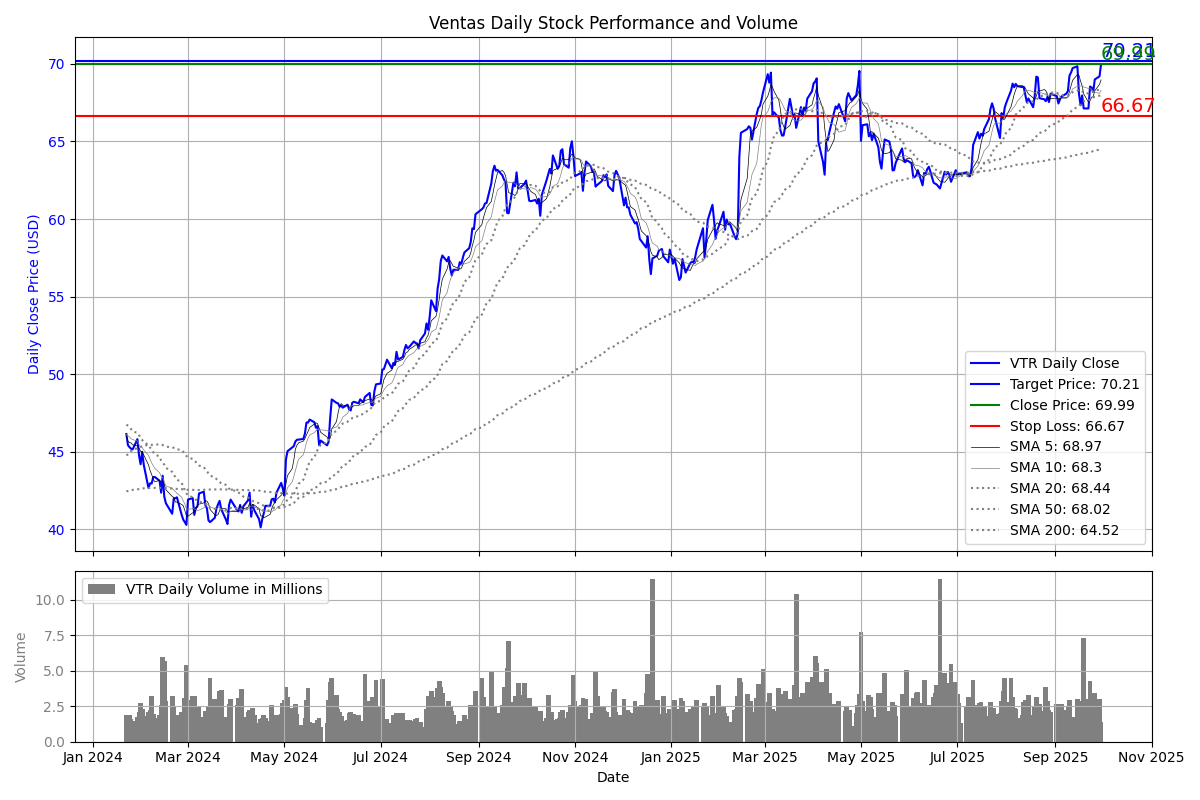 Ventas Daily Stock Performance and Volume
70.21
69.99
66.67
70
65
60
55
50
45
40
Daily Close Price (USD)
VTR Daily Close
Target Price: 70.21
Close Price: 69.99
Stop Loss: 66.67
SMA 5: 68.97
SMA 10: 68.3
SMA 20: 68.44
SMA 50: 68.02
SMA 200: 64.52
VTR Daily Volume in Millions
10.0
7.5
5.0
2.5
0.0
Volume
Jan 2024 Mar 2024 May 2024 Jul 2024 Sep 2024 Nov 2024 Jan 2025 Mar 2025 May 2025 Jul 2025 Sep 2025 Nov 2025
Date